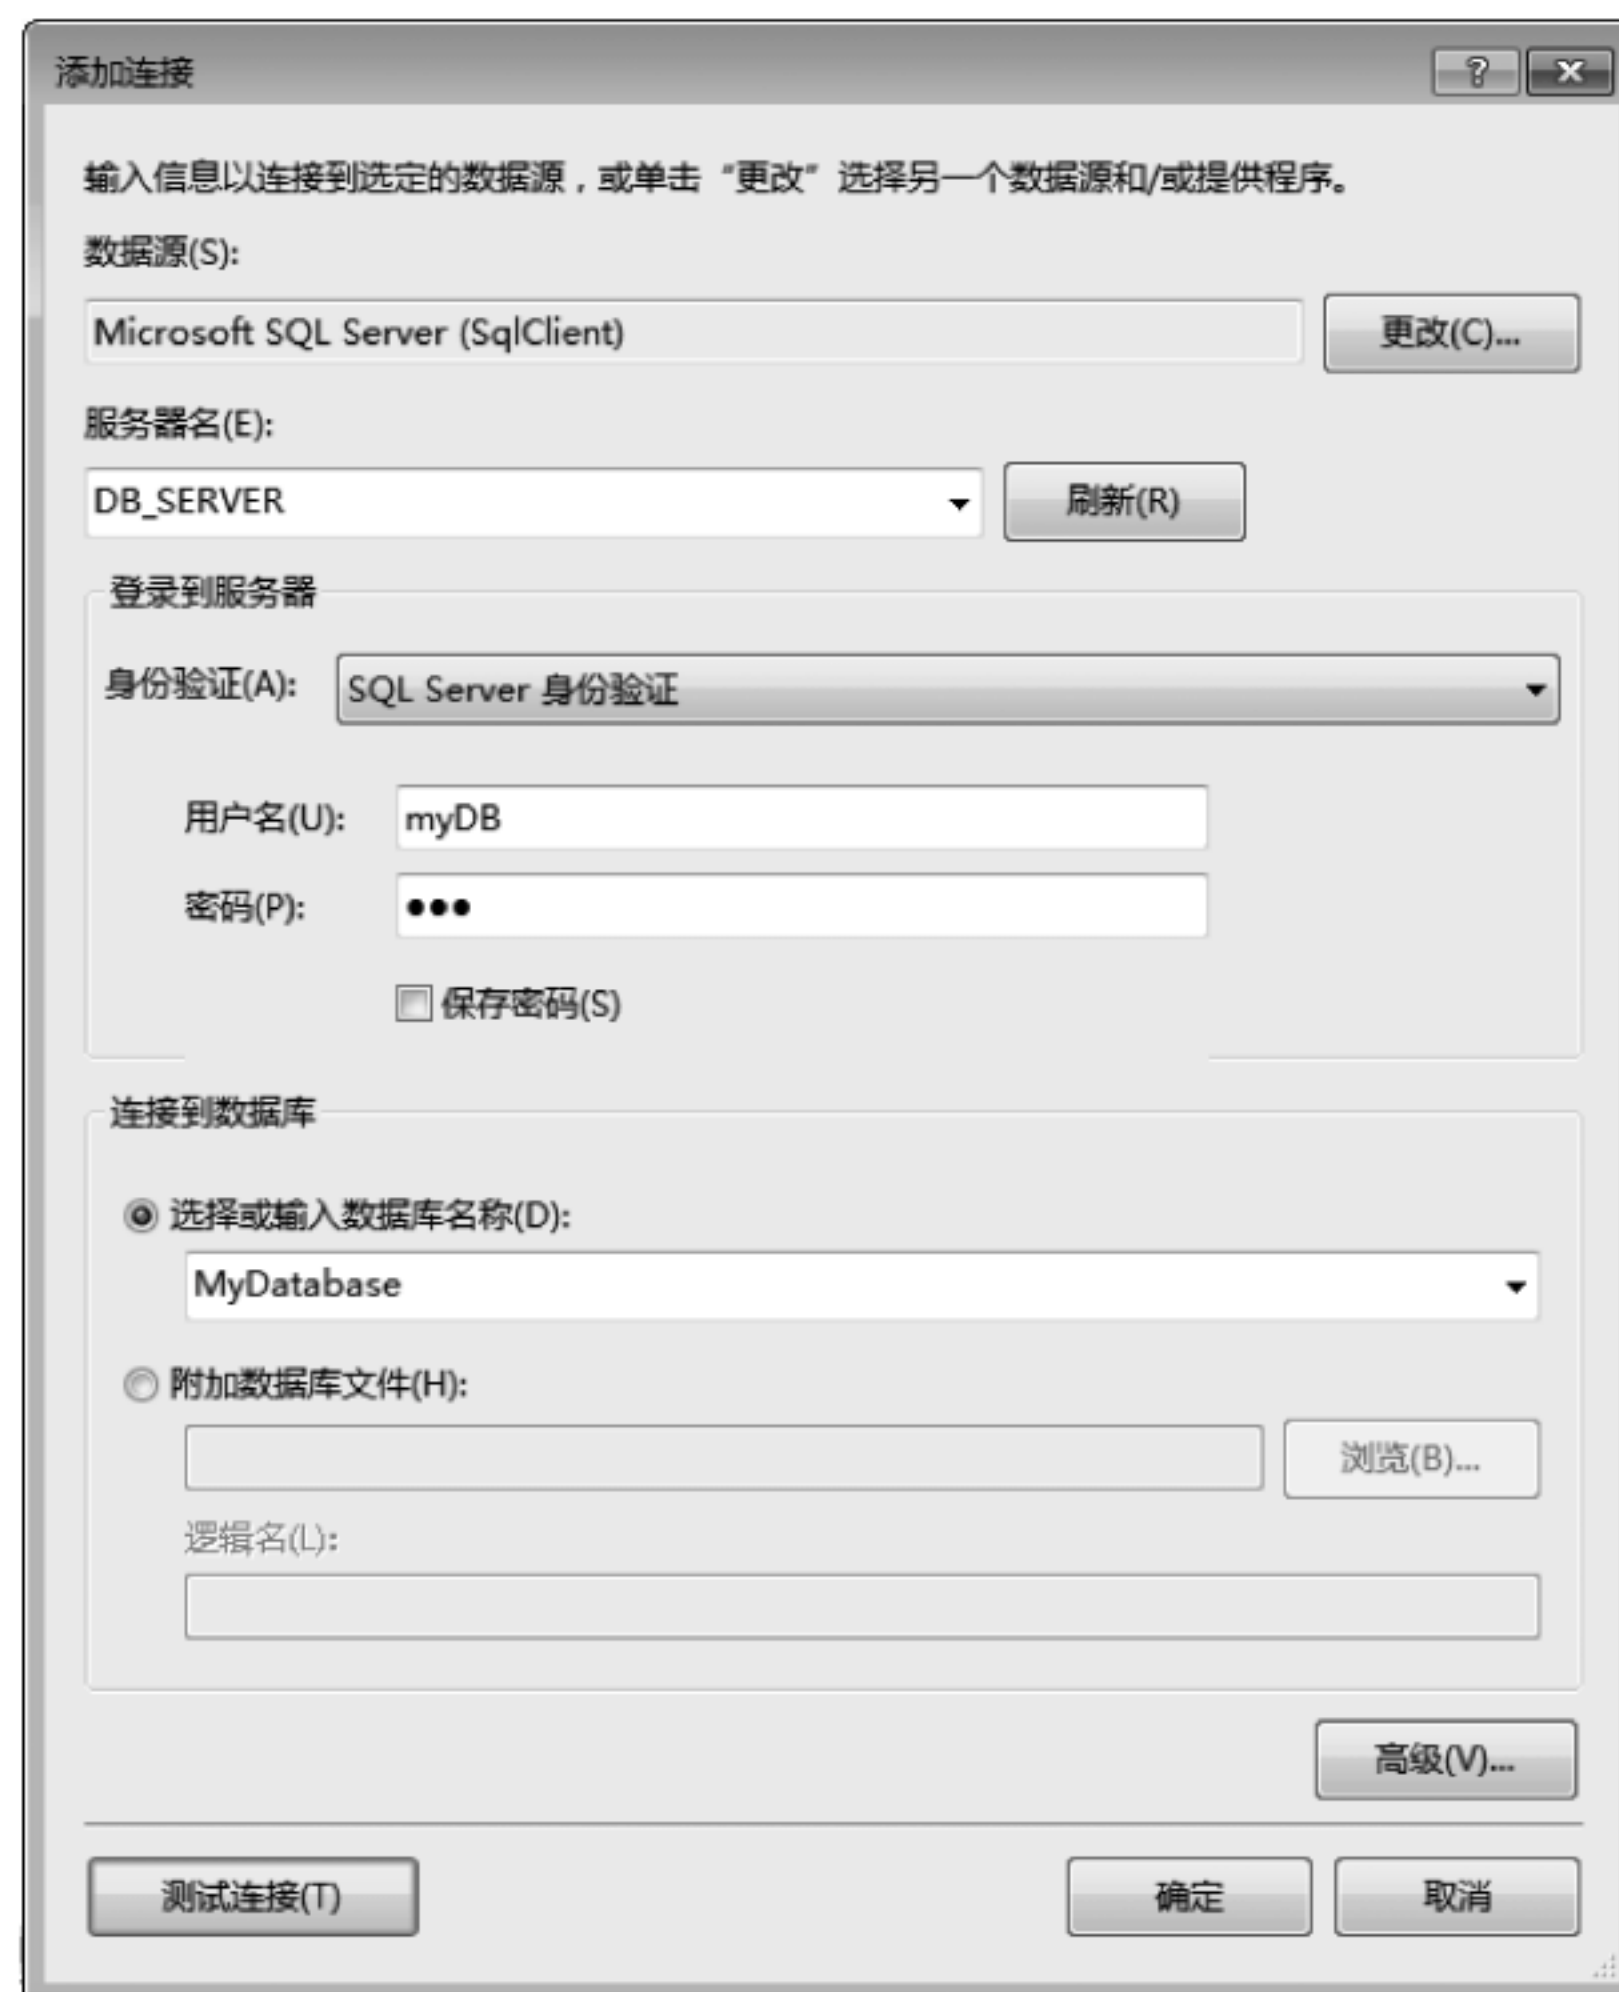 添加连接
输入信息以连接到选定的数据源，或单击“更改”选择另一个数据源和/或提供程序。
数据源(S):
Microsoft SQL Server (SqlClient) 更改(C)...
服务器名(E):
DB_SERVER 刷新(R)
登录到服务器
身份验证(A): SQL Server 身份验证
用户名(U): myDB
密码(P): ●●●
保存密码(S)
连接到数据库
选择或输入数据库名称(D):
MyDatabase
附加数据库文件(H):
浏览(B)...
逻辑名(L):
高级(V)...
测试连接(T) 确定 取消